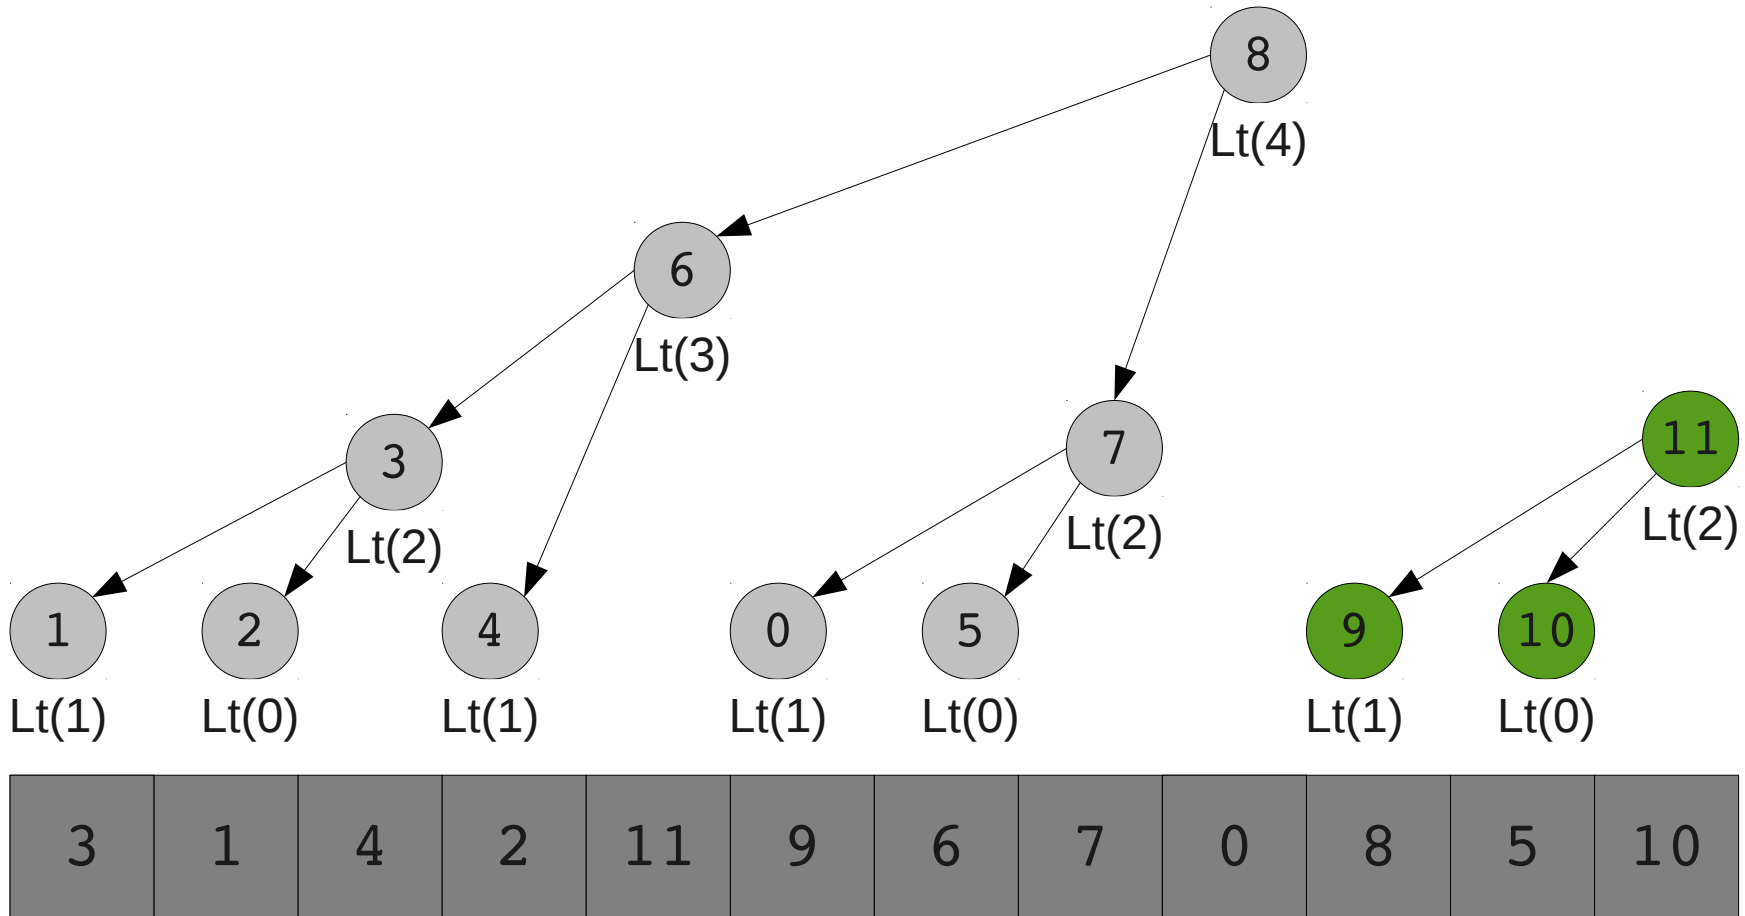 8
Lt(4)
6
Lt(3)
11
Lt(2)
7
Lt(2)
3
Lt(2)
1 2 4 0 5 9 10
Lt(1) Lt(0) Lt(1) Lt(1) Lt(0) Lt(1) Lt(0)
3 1 4 2 11 9 6 7 0 8 5 10